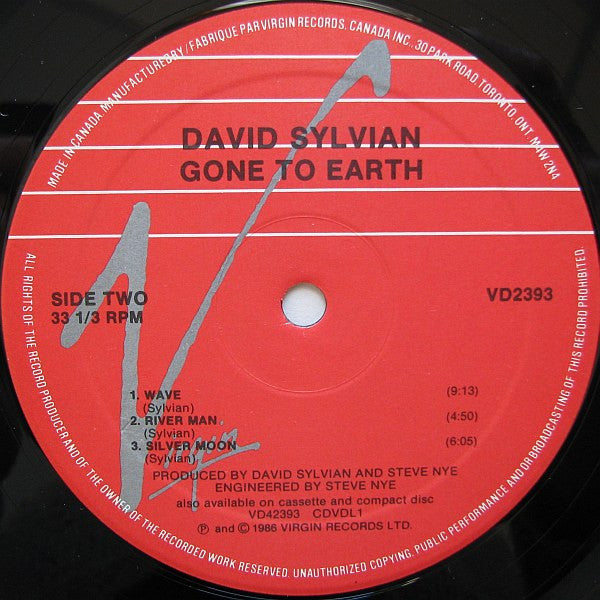 MADE IN CANADA. MANUFACTURED BY / FABRIQUE PAR VIRGIN RECORDS. CANADA INC. 30 PARK ROAD, TORONTO, ONT. M4W 2N4
DAVID SYLVIAN
GONE TO EARTH
SIDE TWO
33 1/3 RPM
VD2393
1. WAVE (9:13)
(Sylvian)
2. RIVER MAN (4:50)
(Sylvian)
3. SILVER MOON (6:05)
(Sylvian)
Virgin
PRODUCED BY DAVID SYLVIAN AND STEVE NYE
ENGINEERED BY STEVE NYE
also available on cassette and compact disc
VD42393 CDVDL1
℗ and © 1986 VIRGIN RECORDS LTD.
ALL RIGHTS OF THE RECORD PRODUCER AND OF THE OWNER OF THE RECORDED WORK RESERVED. UNAUTHORIZED COPYING, PUBLIC PERFORMANCE AND OR BROADCASTING OF THIS RECORD PROHIBITED.